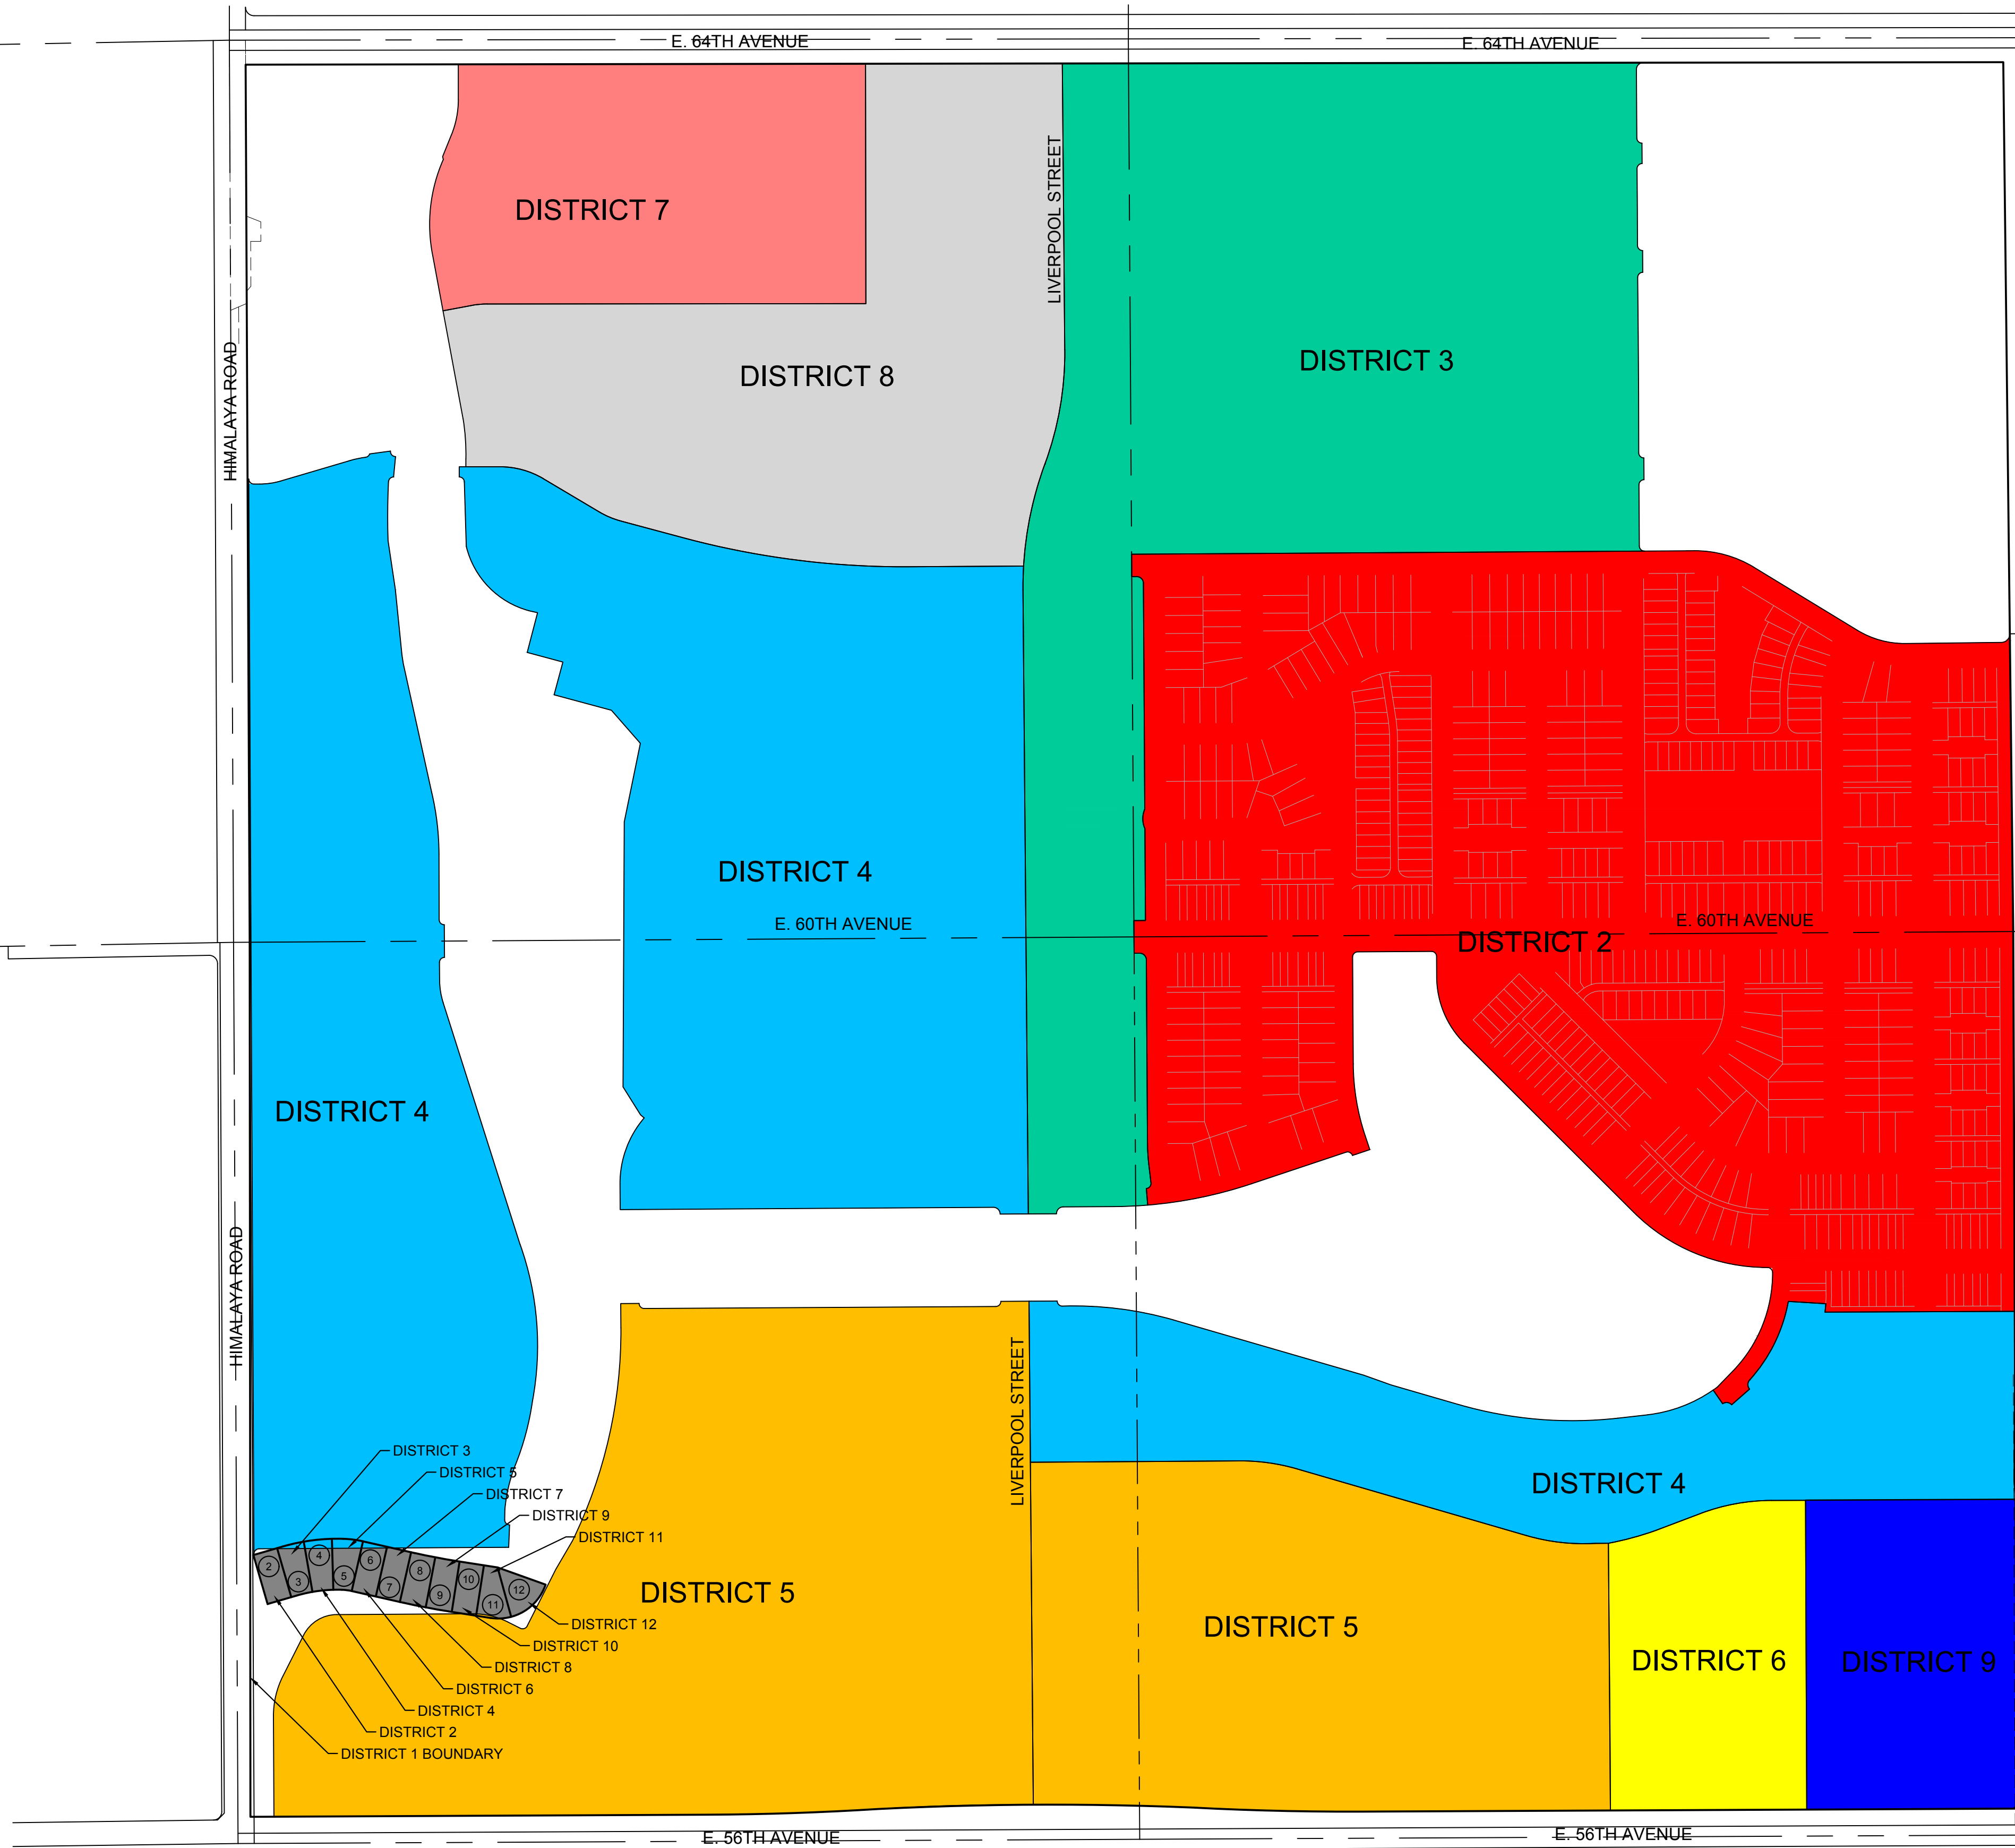 E. 64TH AVENUE
E. 64TH AVENUE
DISTRICT 7
LIVERPOOL STREET
DISTRICT 3
DISTRICT 8
HIMALAYA ROAD
DISTRICT 4
E. 60TH AVENUE
E. 60TH AVENUE
DISTRICT 2
DISTRICT 4
HIMALAYA ROAD
LIVERPOOL STREET
DISTRICT 3
DISTRICT 5
DISTRICT 7
DISTRICT 9
DISTRICT 11
DISTRICT 4
2
3
4
5
6
7
8
9
10
11
12
DISTRICT 5
DISTRICT 5
DISTRICT 6
DISTRICT 9
DISTRICT 12
DISTRICT 10
DISTRICT 8
DISTRICT 6
DISTRICT 4
DISTRICT 2
DISTRICT 1 BOUNDARY
E. 56TH AVENUE
E. 56TH AVENUE